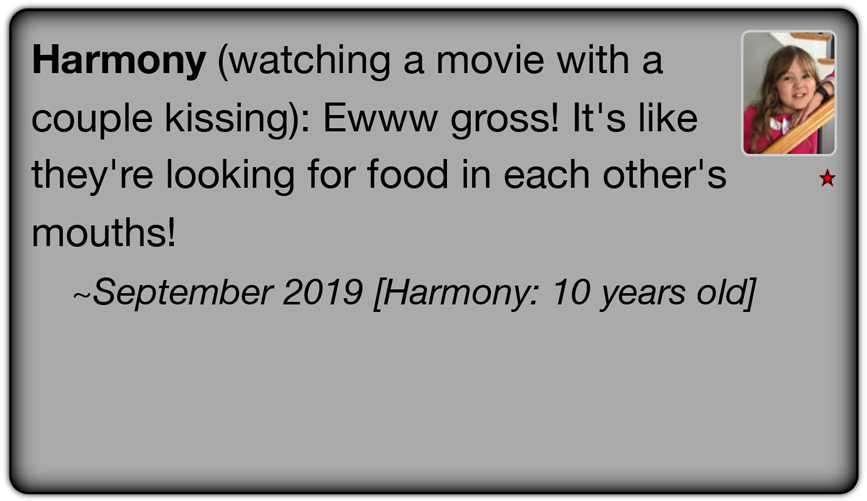 Harmony (watching a movie with a
couple kissing): Ewww gross! It's like
they're looking for food in each other's
mouths!
~September 2019 [Harmony: 10 years old]